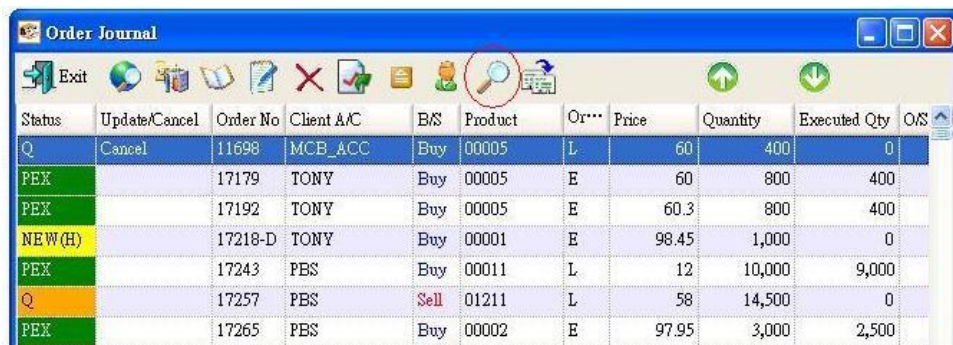 Order Journal
Exit
Status Update/Cancel Order No Client A/C B/S Product Or... Price Quantity Executed Qty O/S
Q Cancel 11698 MCB_ACC Buy 00005 L 60 400 0
PEX 17179 TONY Buy 00005 E 60 800 400
PEX 17192 TONY Buy 00005 E 60.3 800 400
NEW(H) 17218-D TONY Buy 00001 E 98.45 1,000 0
PEX 17243 PBS Buy 00011 L 12 10,000 9,000
Q 17257 PBS Sell 01211 L 58 14,500 0
PEX 17265 PBS Buy 00002 E 97.95 3,000 2,500